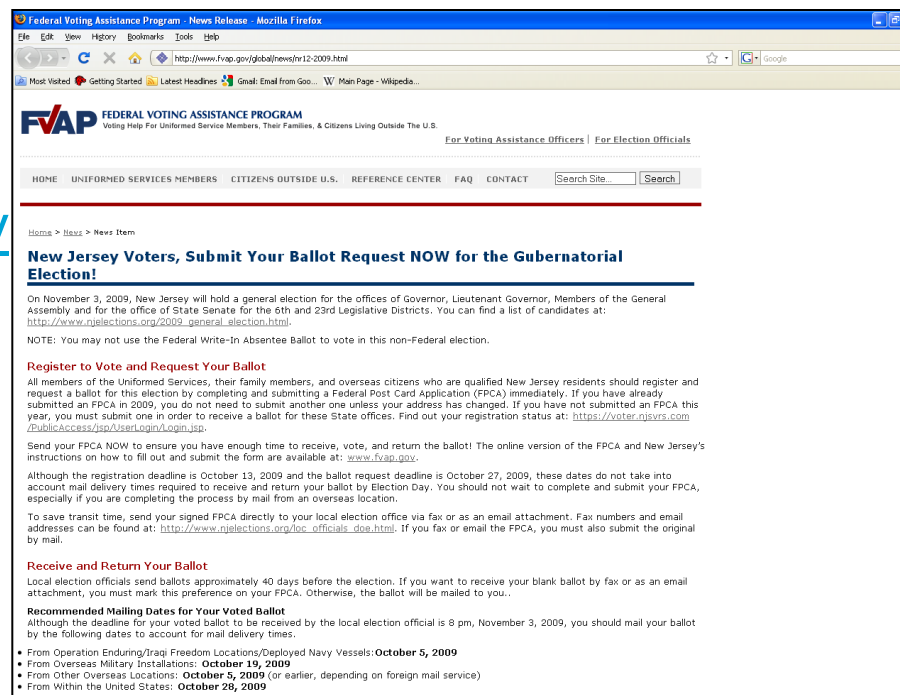 Federal Voting Assistance Program - News Release - Mozilla Firefox
File Edit View History Bookmarks Tools Help
http://www.fvap.gov/global/news/nr12-2009.html
Google
Most Visited Getting Started Latest Headlines Gmail: Email from Goo... Main Page - Wikipedia...
FVAP FEDERAL VOTING ASSISTANCE PROGRAM
Voting Help For Uniformed Service Members, Their Families, & Citizens Living Outside The U.S.
For Voting Assistance Officers | For Election Officials
HOME UNIFORMED SERVICES MEMBERS CITIZENS OUTSIDE U.S. REFERENCE CENTER FAQ CONTACT Search Site... Search
Home > News > News Item
New Jersey Voters, Submit Your Ballot Request NOW for the Gubernatorial
Election!
On November 3, 2009, New Jersey will hold a general election for the offices of Governor, Lieutenant Governor, Members of the General
Assembly and for the office of State Senate for the 6th and 23rd Legislative Districts. You can find a list of candidates at:
http://www.njelections.org/2009_general_election.html.
NOTE: You may not use the Federal Write-In Absentee Ballot to vote in this non-Federal election.
Register to Vote and Request Your Ballot
All members of the Uniformed Services, their family members, and overseas citizens who are qualified New Jersey residents should register and
request a ballot for this election by completing and submitting a Federal Post Card Application (FPCA) immediately. If you have already
submitted an FPCA in 2009, you do not need to submit another one unless your address has changed. If you have not submitted an FPCA this
year, you must submit one in order to receive a ballot for these State offices. Find out your registration status at: https://voter.njsvrs.com
/PublicAccess/jsp/UserLogin/Login.jsp.
Send your FPCA NOW to ensure you have enough time to receive, vote, and return the ballot! The online version of the FPCA and New Jersey's
instructions on how to fill out and submit the form are available at: www.fvap.gov.
Although the registration deadline is October 13, 2009 and the ballot request deadline is October 27, 2009, these dates do not take into
account mail delivery times required to receive and return your ballot by Election Day. You should not wait to complete and submit your FPCA,
especially if you are completing the process by mail from an overseas location.
To save transit time, send your signed FPCA directly to your local election office via fax or as an email attachment. Fax numbers and email
addresses can be found at: http://www.njelections.org/loc_officials_doe.html. If you fax or email the FPCA, you must also submit the original
by mail.
Receive and Return Your Ballot
Local election officials send ballots approximately 40 days before the election. If you want to receive your blank ballot by fax or as an email
attachment, you must mark this preference on your FPCA. Otherwise, the ballot will be mailed to you..
Recommended Mailing Dates for Your Voted Ballot
Although the deadline for your voted ballot to be received by the local election official is 8 pm, November 3, 2009, you should mail your ballot
by the following dates to account for mail delivery times.
• From Operation Enduring/Iraqi Freedom Locations/Deployed Navy Vessels:October 5, 2009
• From Overseas Military Installations: October 19, 2009
• From Other Overseas Locations: October 5, 2009 (or earlier, depending on foreign mail service)
• From Within the United States: October 28, 2009